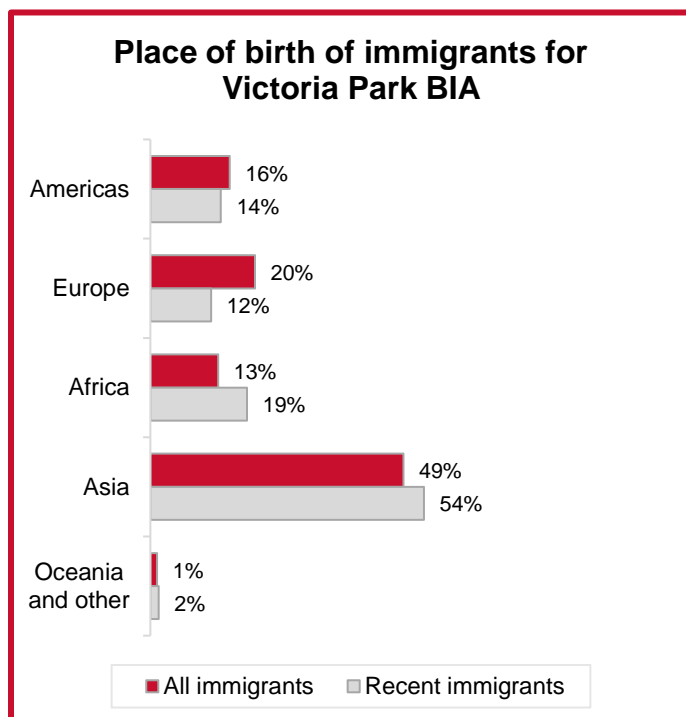 Place of birth of immigrants for
Victoria Park BIA
Americas
16%
14%
Europe
20%
12%
Africa
13%
19%
Asia
49%
54%
Oceania
and other
1%
2%
All immigrants
Recent immigrants